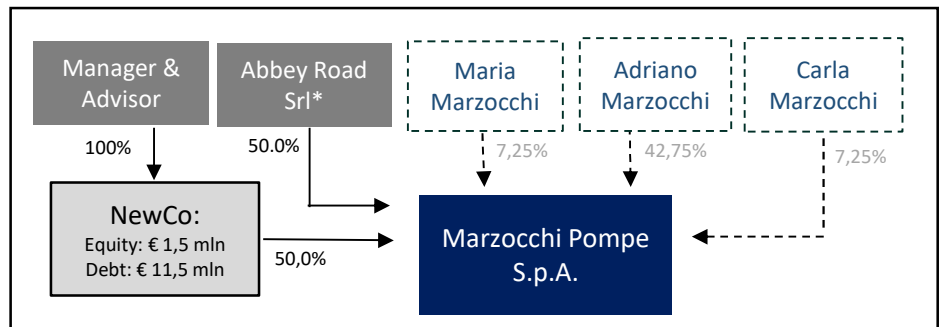 Manager &
Advisor
Abbey Road
Srl*
Maria
Marzocchi
Adriano
Marzocchi
Carla
Marzocchi
100%
50.0%
7,25%
42,75%
7,25%
NewCo:
Equity: € 1,5 mln
Debt: € 11,5 mln
50,0%
Marzocchi Pompe
S.p.A.